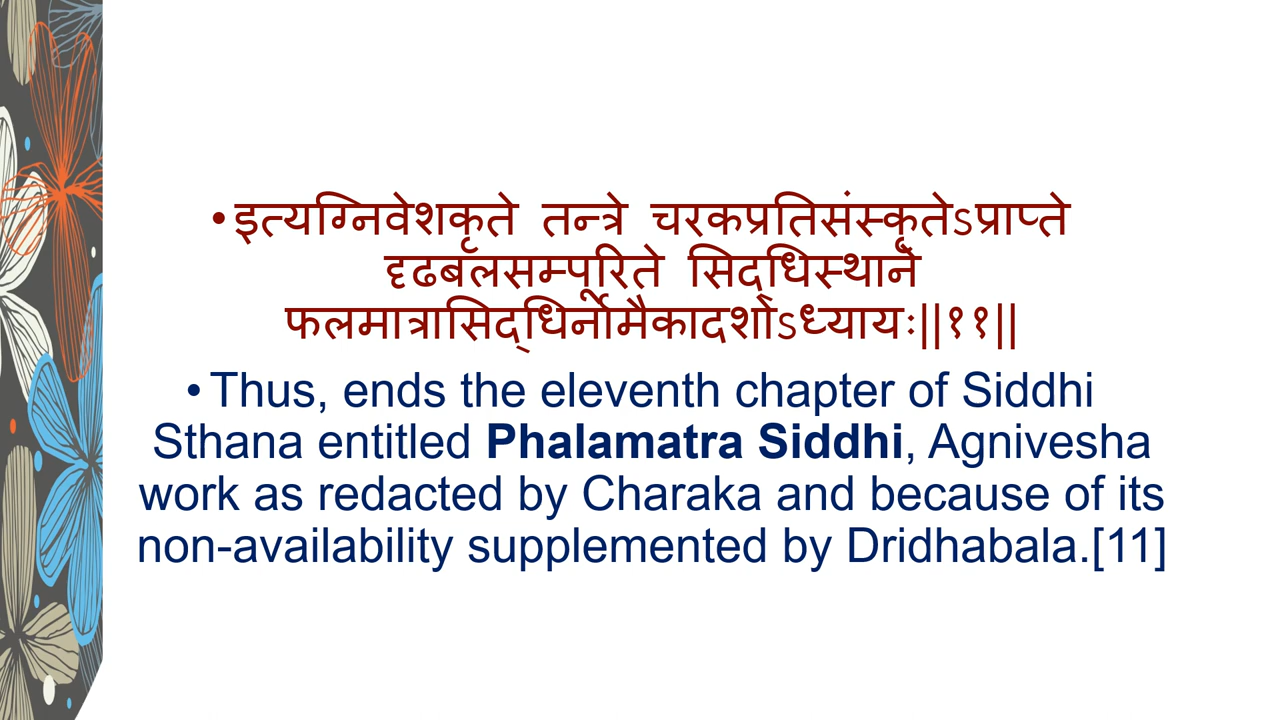 • इत्यग्निवेशकृते तन्त्रे चरकप्रतिसंस्कृतेऽप्राप्ते
दृढबलसम्पूरिते सिद्धिस्थाने
फलमात्रासिद्धिर्नामैकादशोऽध्यायः||११||
• Thus, ends the eleventh chapter of Siddhi
Sthana entitled Phalamatra Siddhi, Agnivesha
work as redacted by Charaka and because of its
non-availability supplemented by Dridhabala.[11]